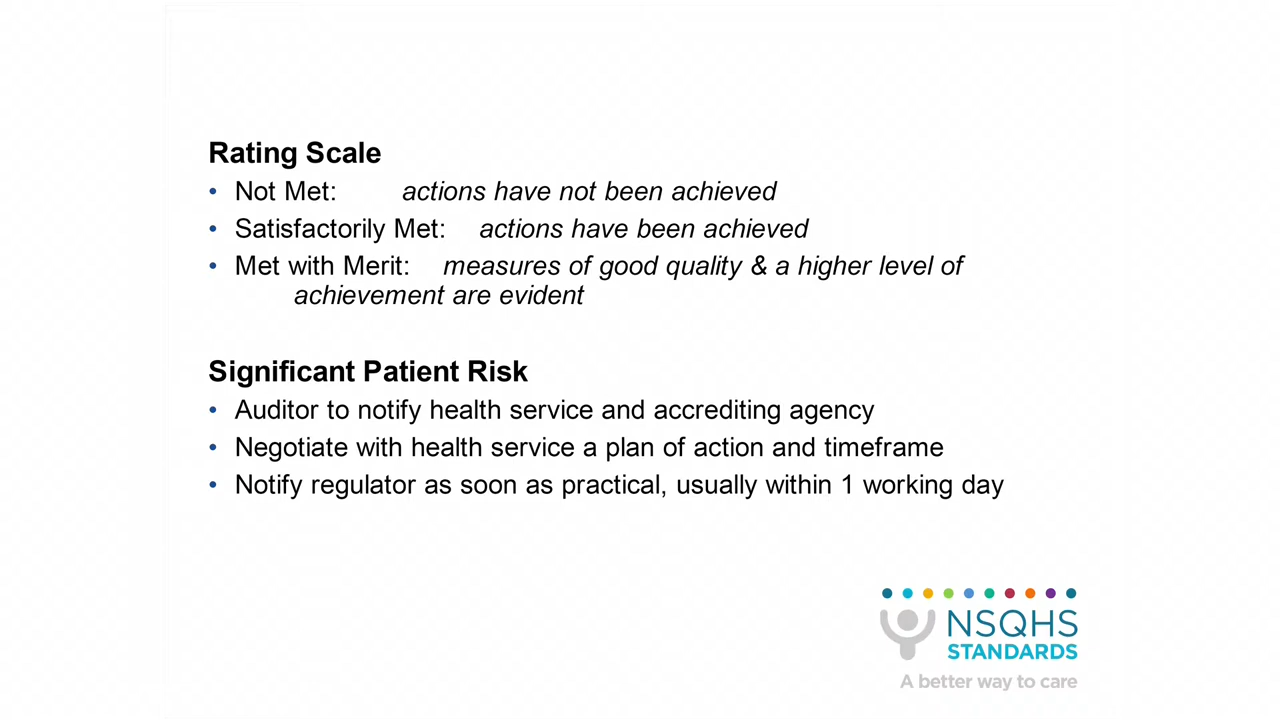 Rating Scale
• Not Met: actions have not been achieved
• Satisfactorily Met: actions have been achieved
• Met with Merit: measures of good quality & a higher level of
achievement are evident
Significant Patient Risk
• Auditor to notify health service and accrediting agency
• Negotiate with health service a plan of action and timeframe
• Notify regulator as soon as practical, usually within 1 working day
NSQHS
STANDARDS
A better way to care